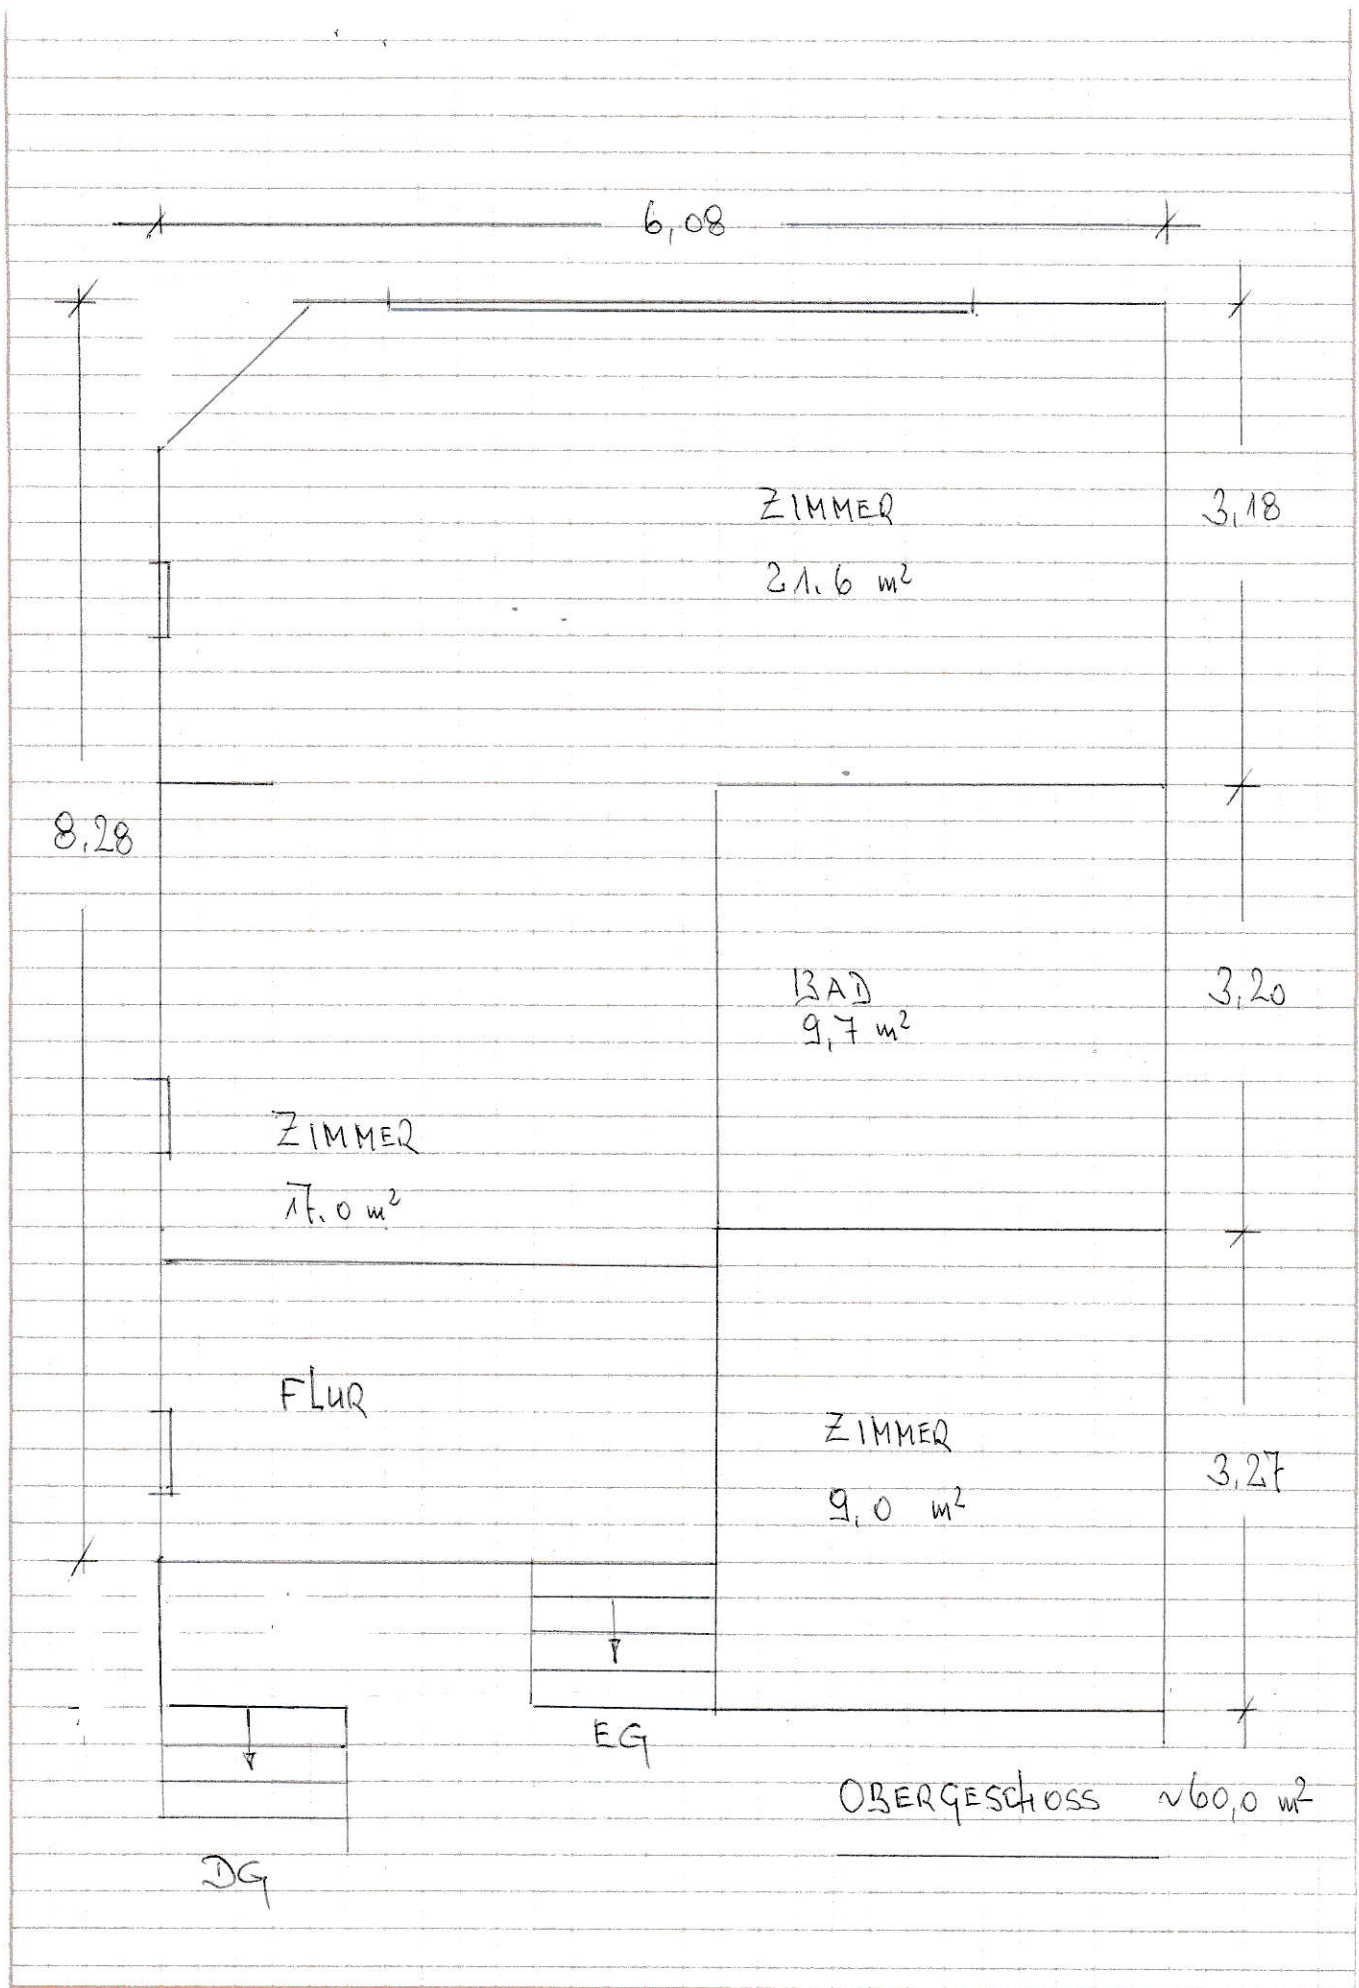 6,08
ZIMMER
3,18
21.6 m²
8.28
BAD
3,20
9,7 m²
ZIMMER
17.0 m²
FLUR
ZIMMER
3,27
9,0 m²
EG
OBERGESCHOSS ~60,0 m²
DG